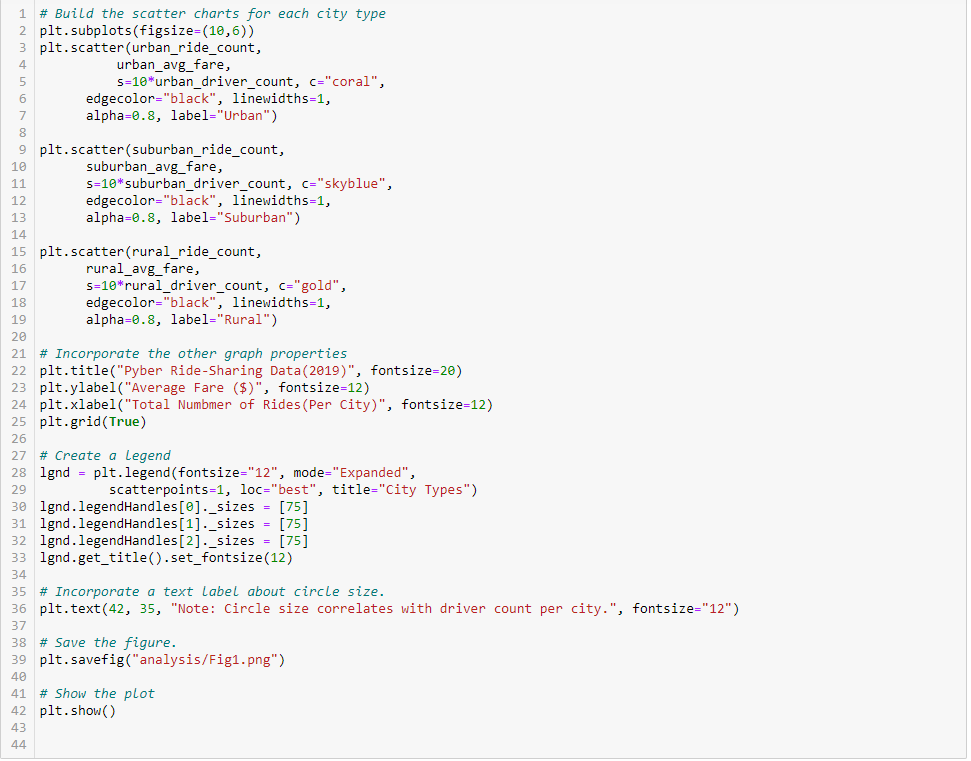 1 # Build the scatter charts for each city type
2 plt.subplots(figsize=(10,6))
3 plt.scatter(urban_ride_count,
4           urban_avg_fare,
5           s=10*urban_driver_count, c="coral",
6       edgecolor="black", linewidths=1,
7       alpha=0.8, label="Urban")
8
9 plt.scatter(suburban_ride_count,
10       suburban_avg_fare,
11       s=10*suburban_driver_count, c="skyblue",
12       edgecolor="black", linewidths=1,
13       alpha=0.8, label="Suburban")
14
15 plt.scatter(rural_ride_count,
16       rural_avg_fare,
17       s=10*rural_driver_count, c="gold",
18       edgecolor="black", linewidths=1,
19       alpha=0.8, label="Rural")
20
21 # Incorporate the other graph properties
22 plt.title("Pyber Ride-Sharing Data(2019)", fontsize=20)
23 plt.ylabel("Average Fare ($)", fontsize=12)
24 plt.xlabel("Total Numbmer of Rides(Per City)", fontsize=12)
25 plt.grid(True)
26
27 # Create a legend
28 lgnd = plt.legend(fontsize="12", mode="Expanded",
29          scatterpoints=1, loc="best", title="City Types")
30 lgnd.legendHandles[0]._sizes = [75]
31 lgnd.legendHandles[1]._sizes = [75]
32 lgnd.legendHandles[2]._sizes = [75]
33 lgnd.get_title().set_fontsize(12)
34
35 # Incorporate a text label about circle size.
36 plt.text(42, 35, "Note: Circle size correlates with driver count per city.", fontsize="12")
37
38 # Save the figure.
39 plt.savefig("analysis/Fig1.png")
40
41 # Show the plot
42 plt.show()
43
44